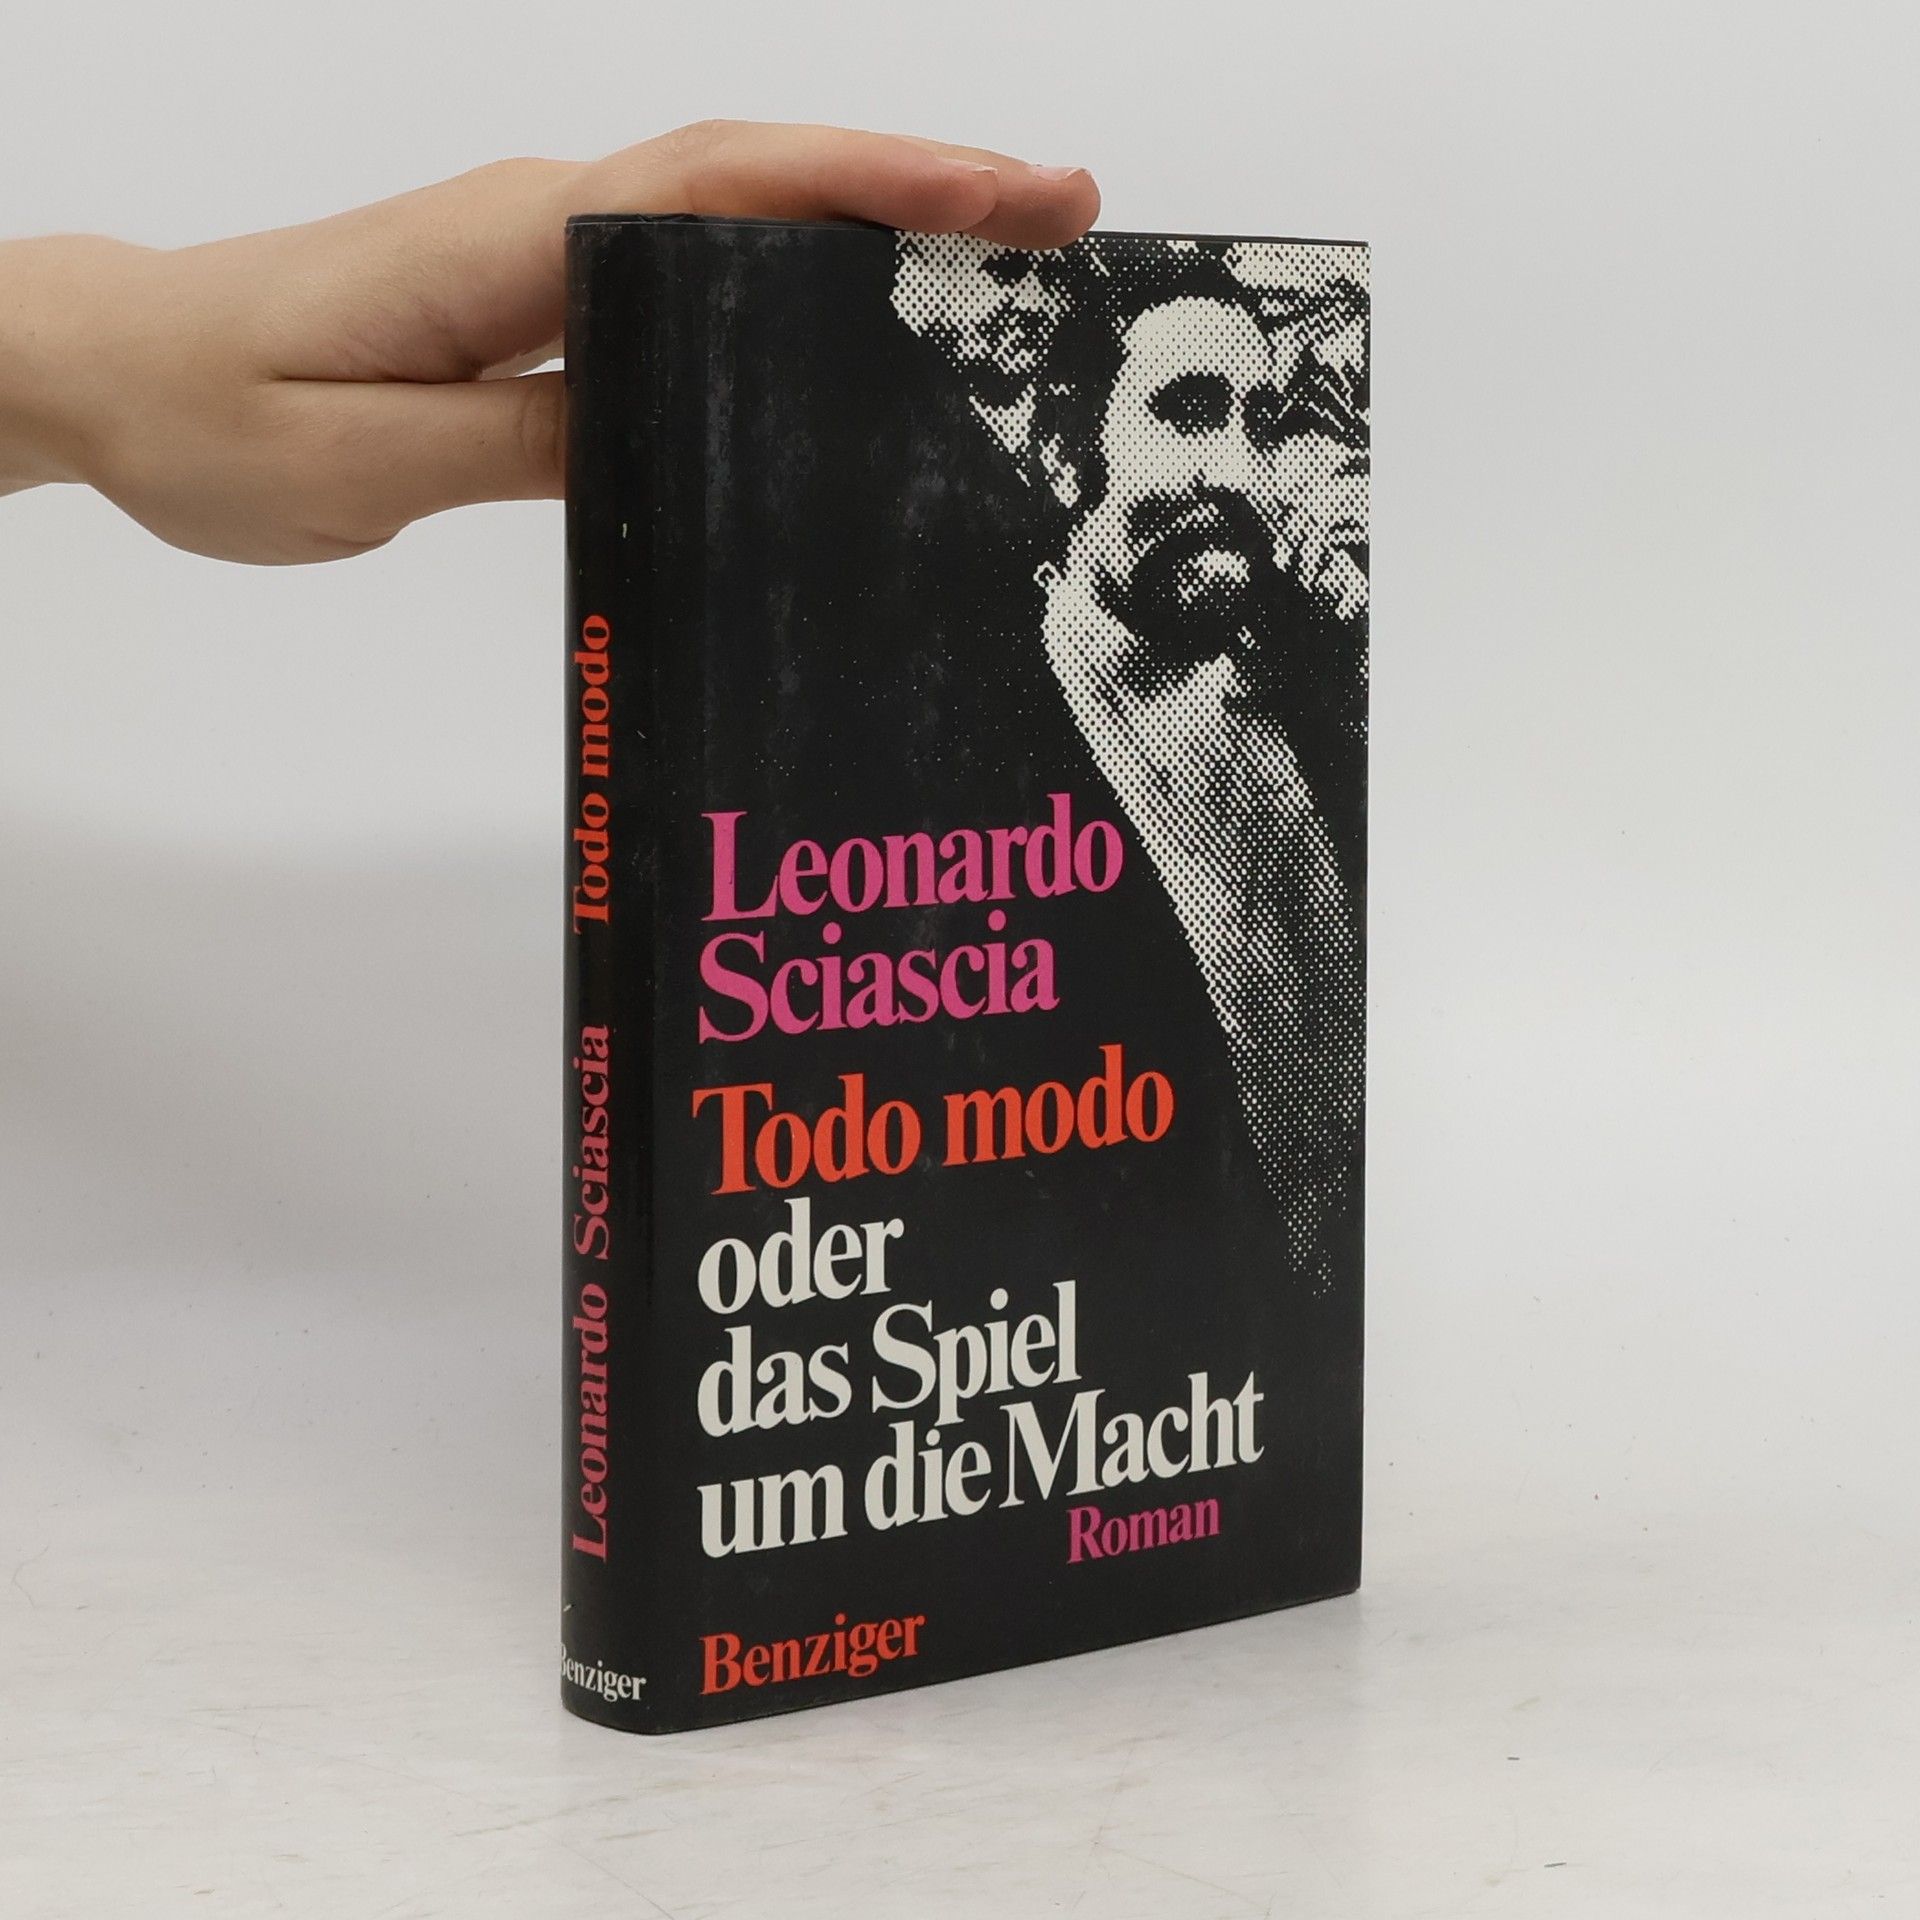 Leonardo
Sciascia
Todo modo
oder
das Spiel
um die Macht
Roman
Benziger
Leonardo Sciascia Todo modo
Benziger